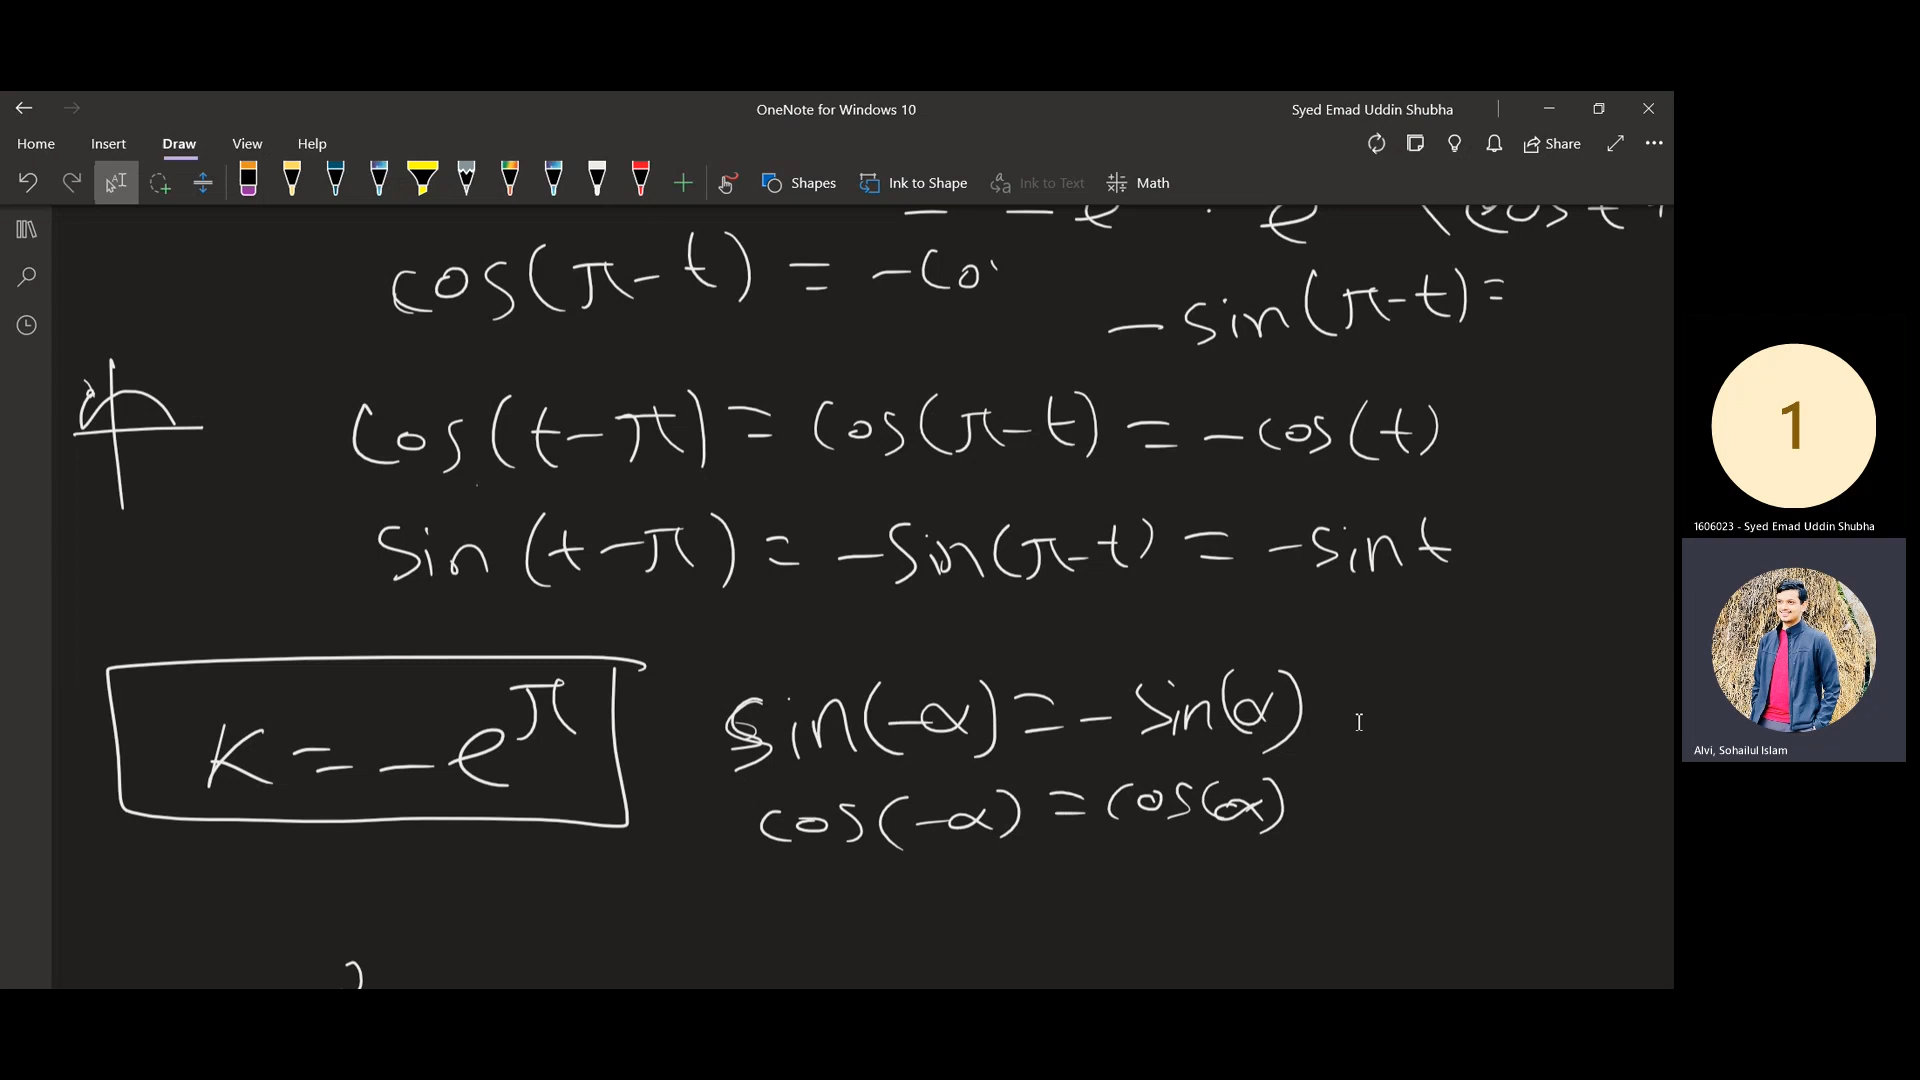 OneNote for Windows 10
Syed Emad Uddin Shubha
Home Insert Draw View Help
Share
Shapes Ink to Shape Ink to Text Math
cos(π-t) = -co
-sin(π-t)=
cos(t-π) = cos(π-t) = -cos(t)
sin(t-π) = -sin(π-t) = -sin t
K = -e^π
sin(-α) = -sin(α)
cos(-α) = cos(α)
1
1606023 - Syed Emad Uddin Shubha
Alvi, Sohailul Islam